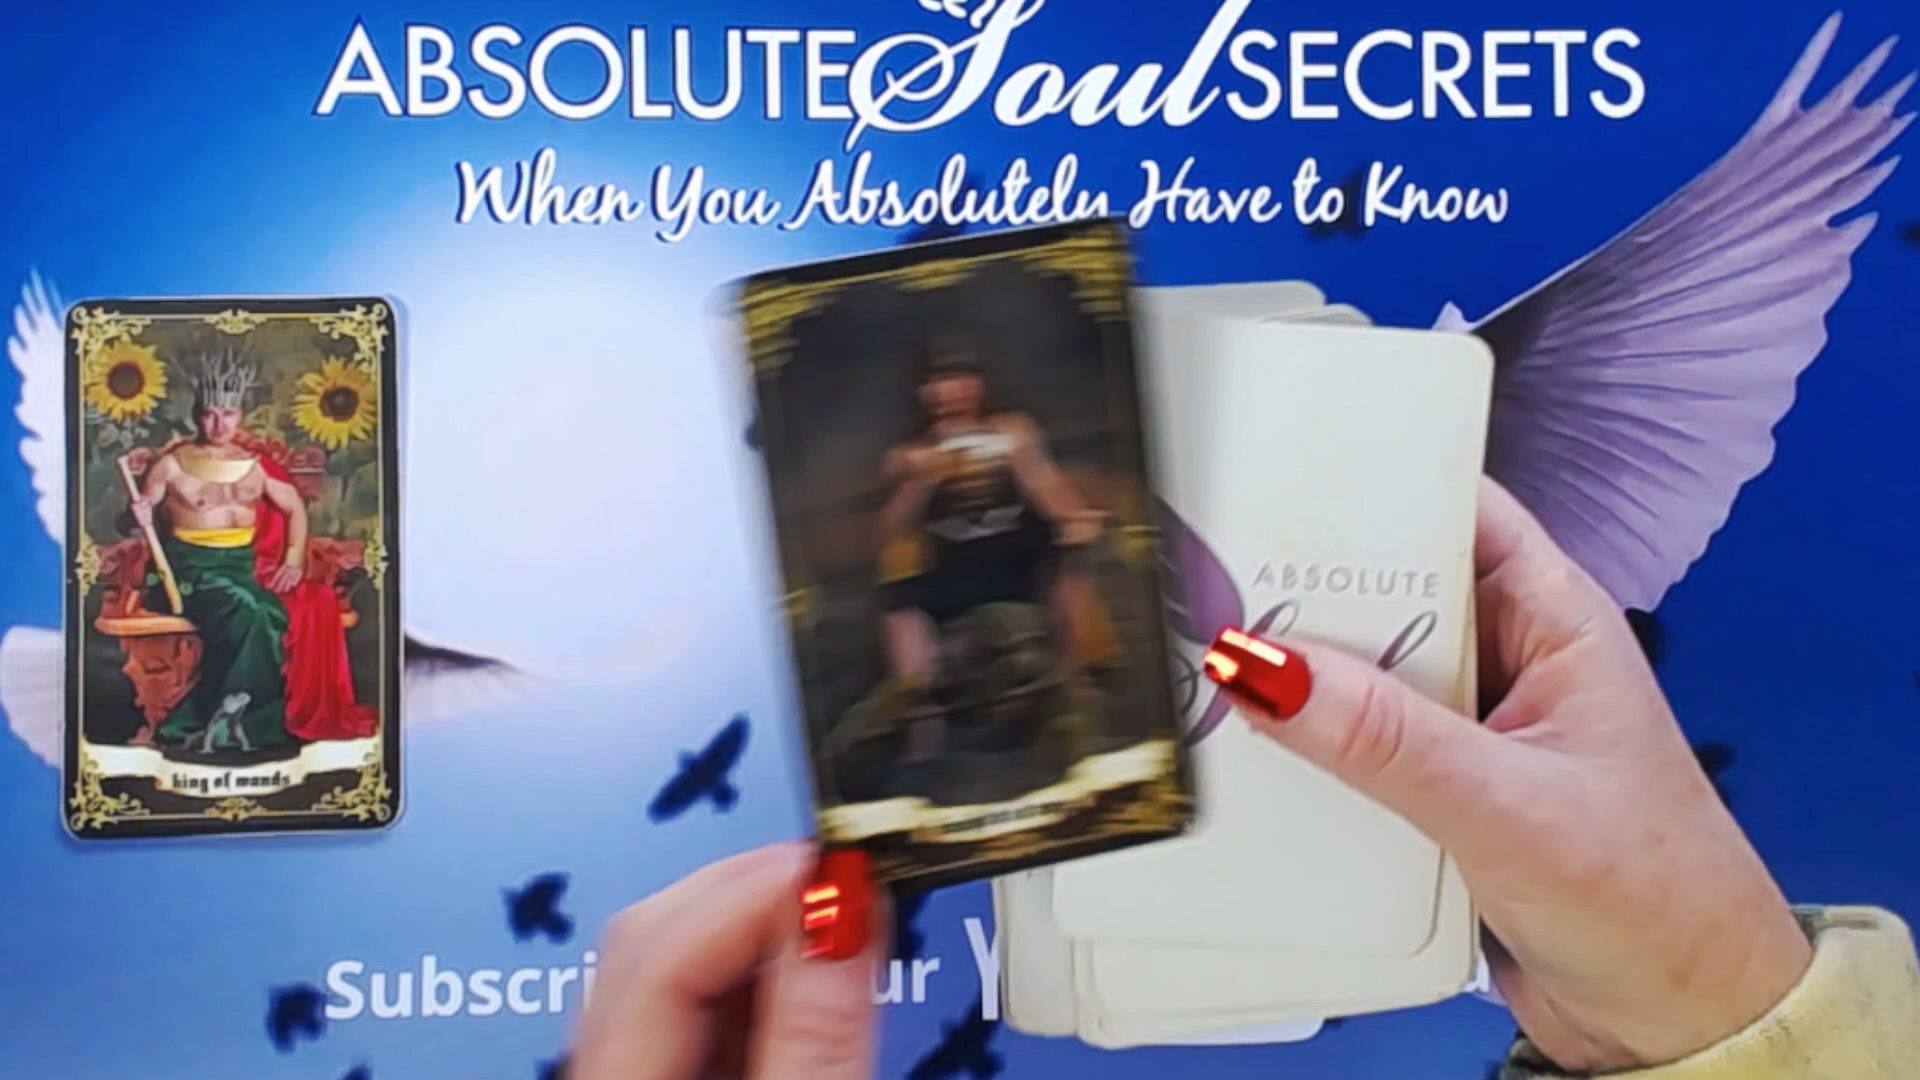 ABSOLUTE Soul SECRETS
When You Absolutely Have to Know
king of wands
ABSOLUTE
Subscri
ur Y